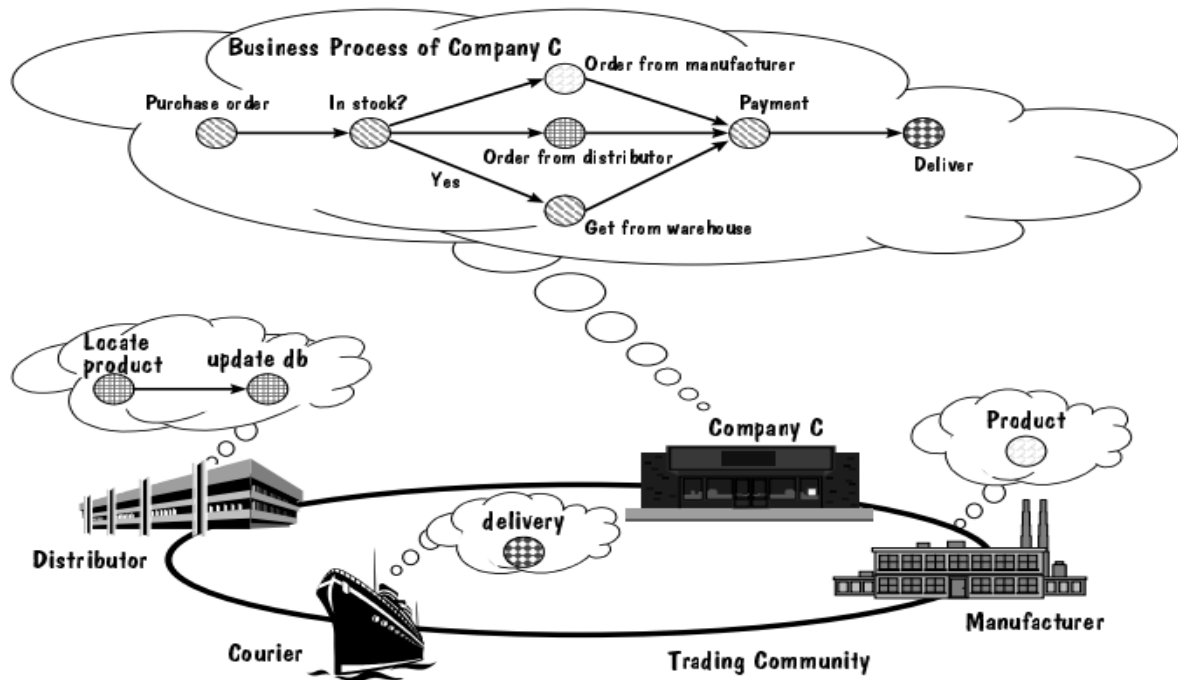 Business Process of Company C
Order from manufacturer
Purchase order
In stock?
Payment
Order from distributor
Deliver
Yes
Get from warehouse
Locate
product
update db
Company C
Product
delivery
Distributor
Manufacturer
Courier
Trading Community